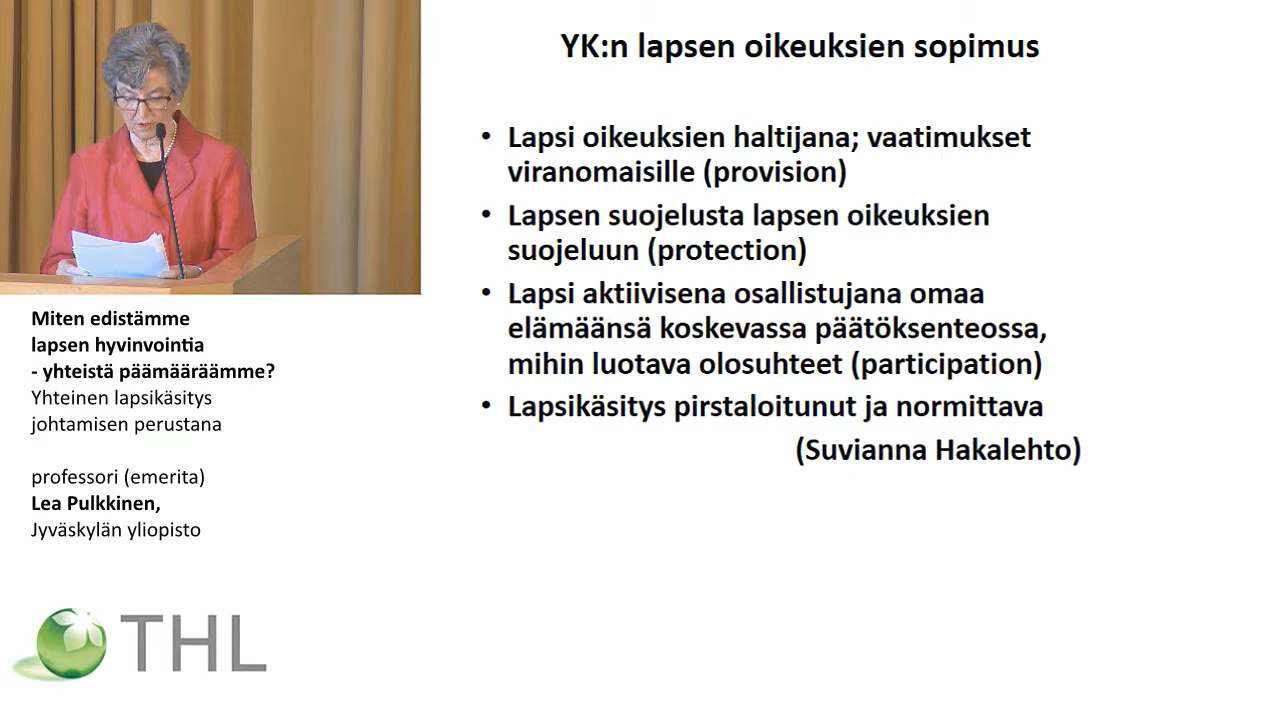 YK:n lapsen oikeuksien sopimus
• Lapsi oikeuksien haltijana; vaatimukset
viranomaisille (provision)
• Lapsen suojelusta lapsen oikeuksien
suojeluun (protection)
• Lapsi aktiivisena osallistujana omaa
elämäänsä koskevassa päätöksenteossa,
mihin luotava olosuhteet (participation)
• Lapsikäsitys pirstaloitunut ja normittava
(Suvianna Hakalehto)
Miten edistämme
lapsen hyvinvointia
- yhteistä päämääräämme?
Yhteinen lapsikäsitys
johtamisen perustana
professori (emerita)
Lea Pulkkinen,
Jyväskylän yliopisto
THL